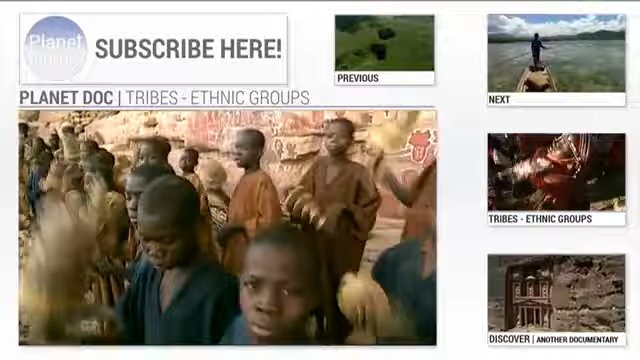 Planet
SUBSCRIBE HERE!
PREVIOUS
NEXT
PLANET DOC | TRIBES - ETHNIC GROUPS
TRIBES - ETHNIC GROUPS
DISCOVER | ANOTHER DOCUMENTARY